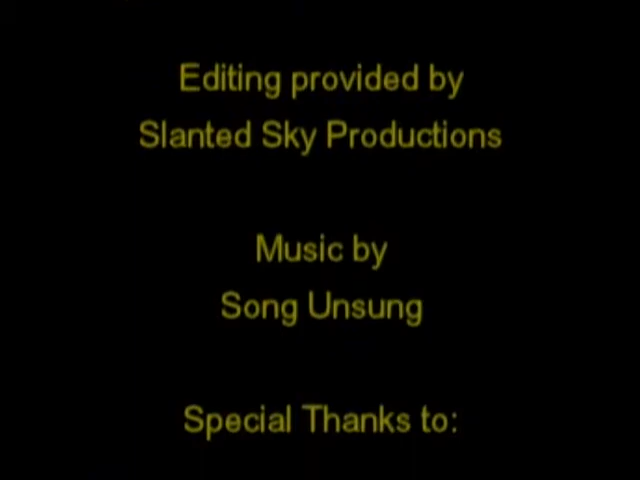 Editing provided by
Slanted Sky Productions
Music by
Song Unsung
Special Thanks to: